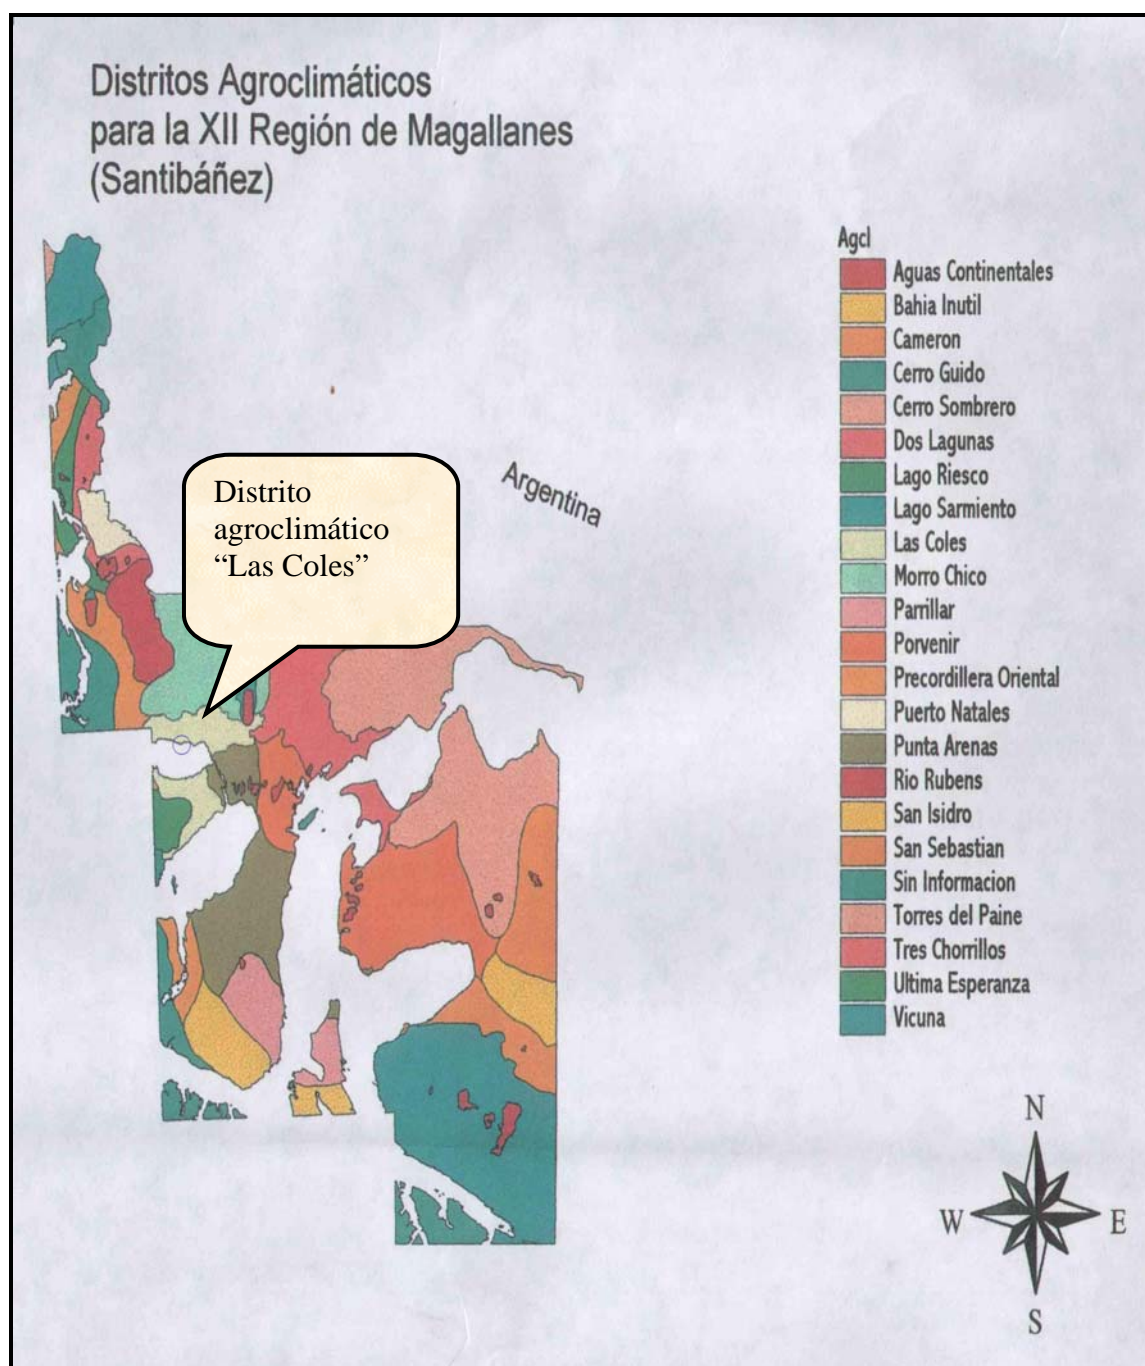 Distritos Agroclimáticos
para la XII Región de Magallanes
(Santibáñez)
Agcl
Aguas Continentales
Bahia Inutil
Cameron
Cerro Guido
Cerro Sombrero
Dos Lagunas
Lago Riesco
Lago Sarmiento
Las Coles
Morro Chico
Parrillar
Porvenir
Precordillera Oriental
Puerto Natales
Punta Arenas
Rio Rubens
San Isidro
San Sebastian
Sin Informacion
Torres del Paine
Tres Chorrillos
Ultima Esperanza
Vicuna
Distrito
agroclimático
“Las Coles”
Argentina
N
W
E
S